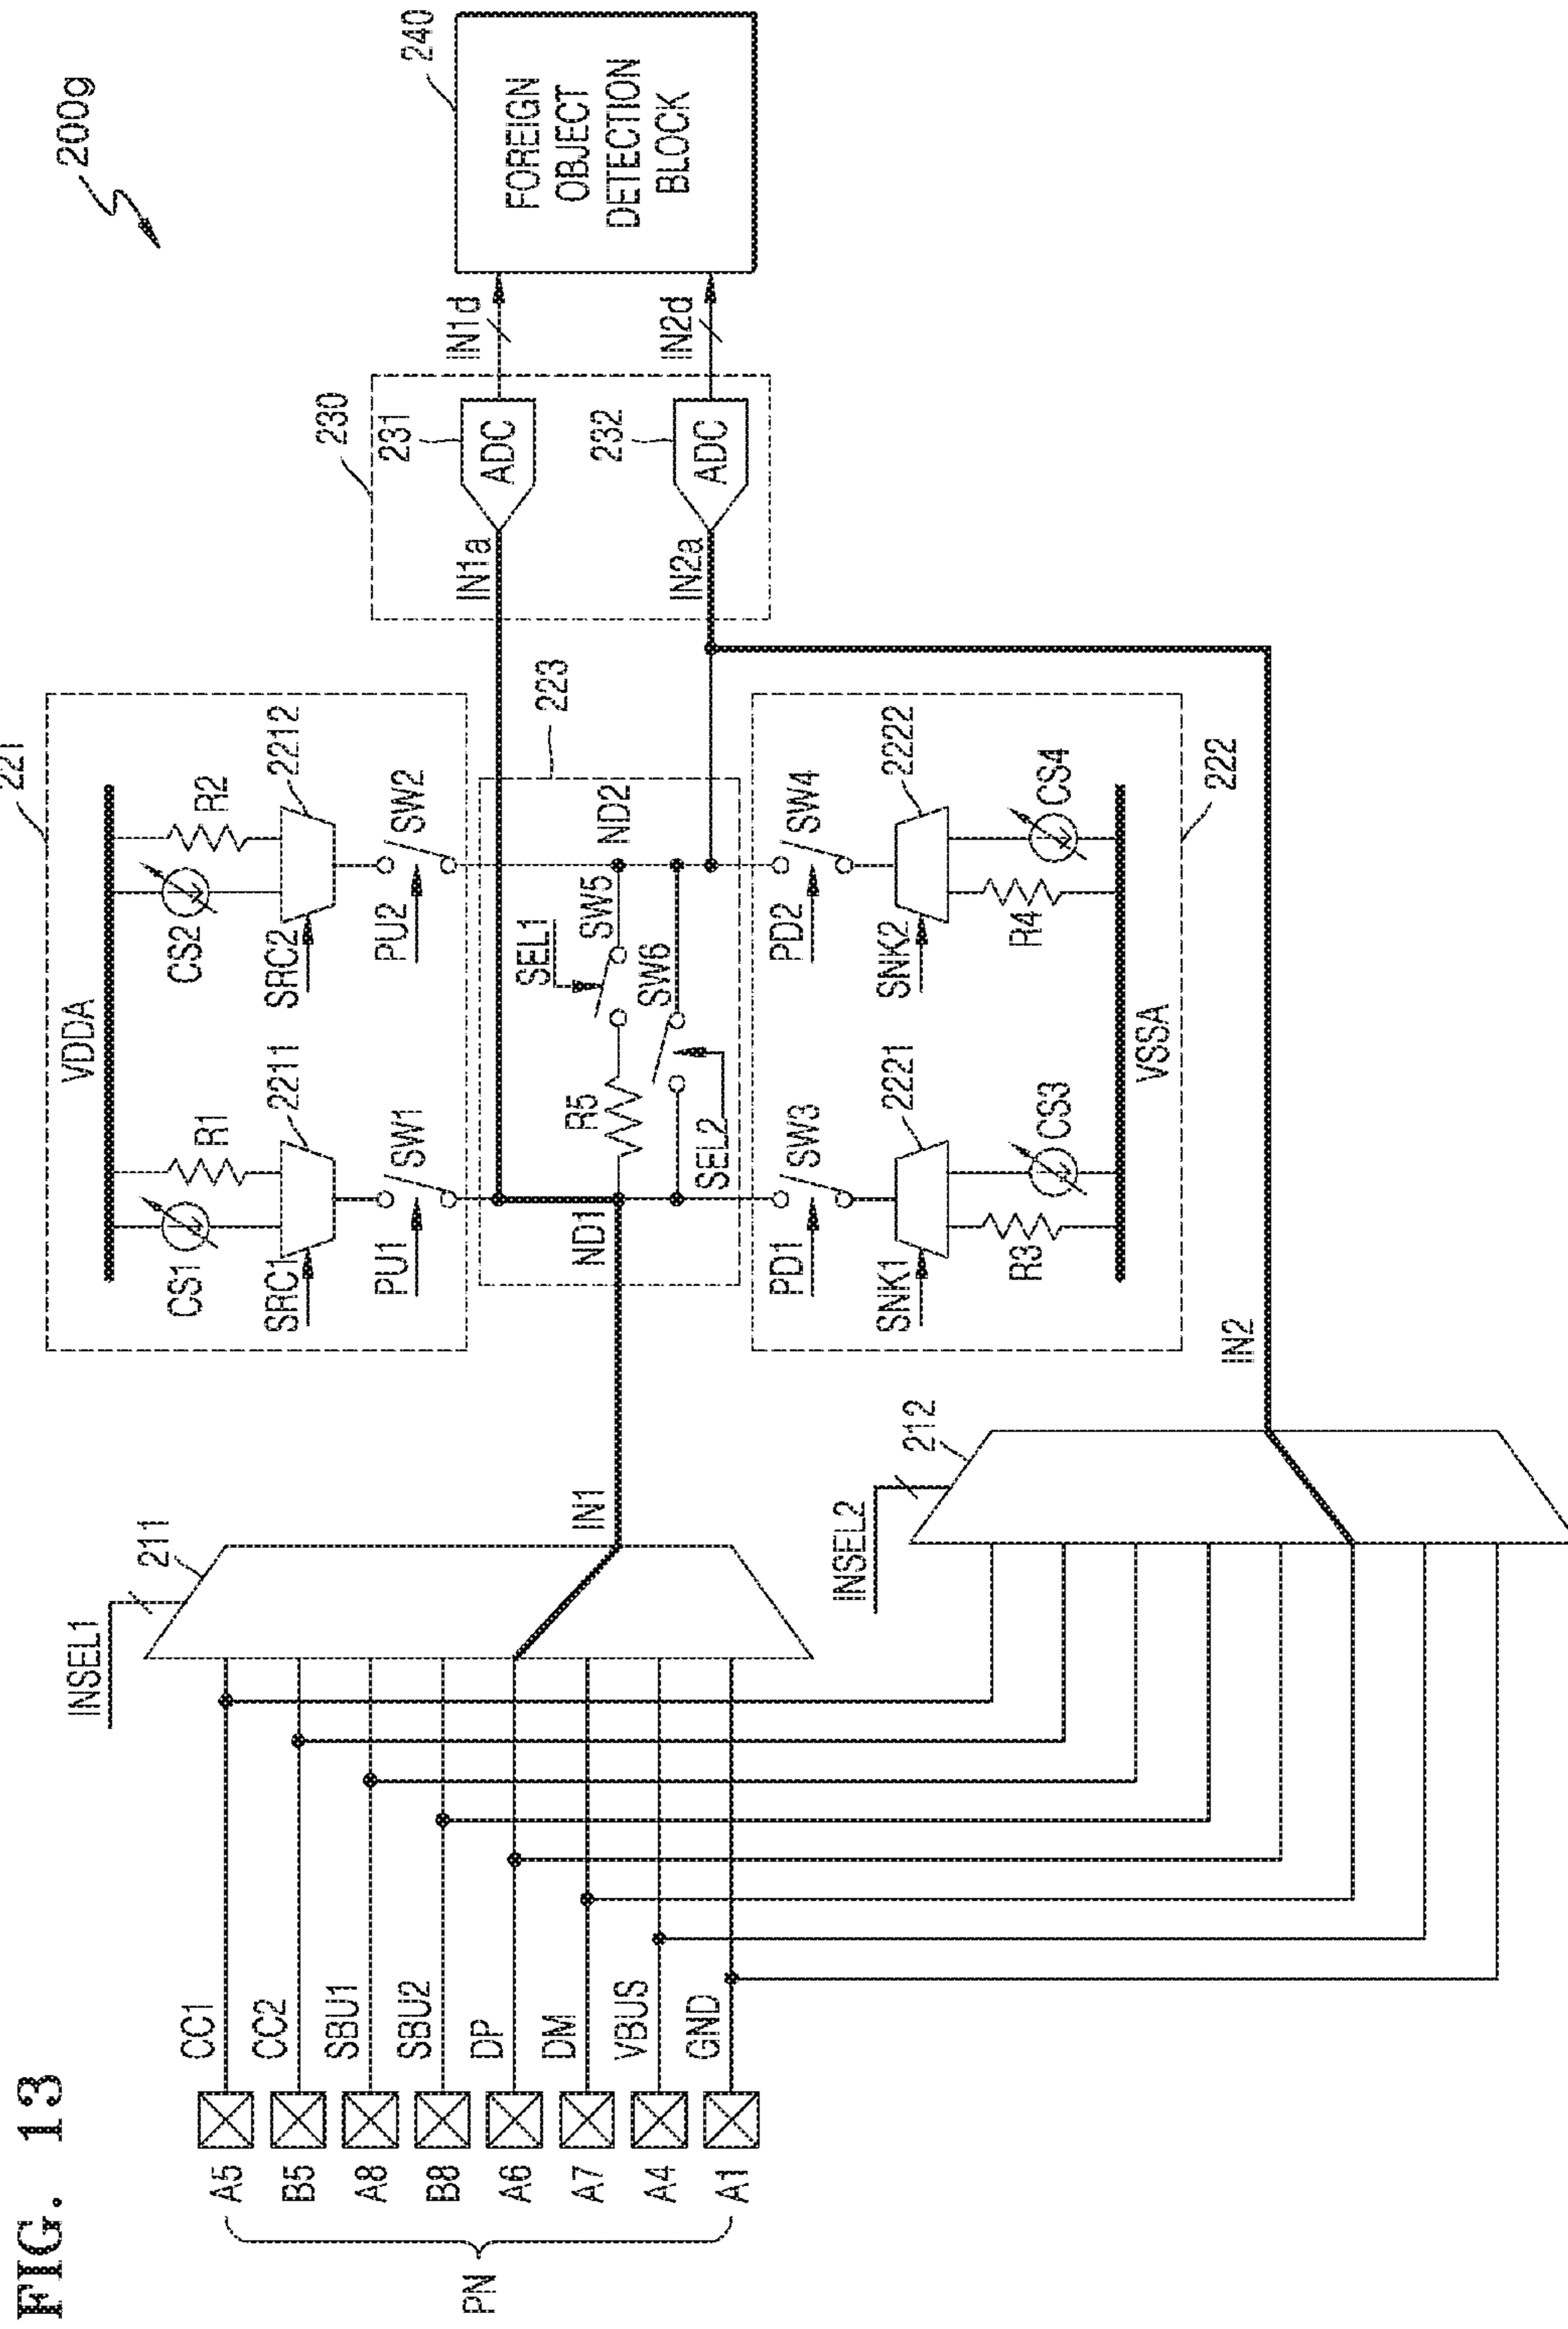 FIG. 13
200g
221
VDDA
CS1
R1
CS2
R2
2211
2212
SRC1
SRC2
PU1
SW1
PU2
SW2
230
240
231
ADC
IN1a
IN1d
232
ADC
IN2a
IN2d
FOREIGN
OBJECT
DETECTION
BLOCK
223
SEL1
SW5
ND2
R5
SW6
ND1
SEL2
PD1
SW3
PD2
SW4
2221
2222
SNK1
SNK2
R3
CS3
R4
CS4
VSSA
222
INSEL1
211
IN1
INSEL2
212
IN2
PN
A5
CC1
B5
CC2
A8
SBU1
B8
SBU2
A6
DP
A7
DM
A4
VBUS
A1
GND